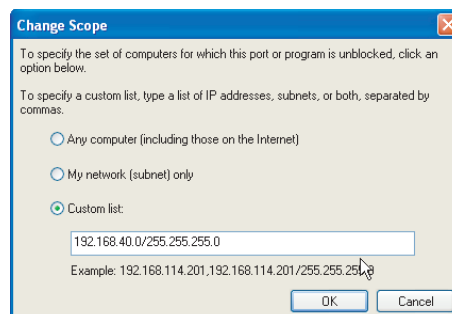 Change Scope
To specify the set of computers for which this port or program is unblocked, click an
option below.
To specify a custom list, type a list of IP addresses, subnets, or both, separated by
commas.
Any computer (including those on the Internet)
My network (subnet) only
Custom list:
192.168.40.0/255.255.255.0
Example: 192.168.114.201,192.168.114.201/255.255.255.0
OK
Cancel